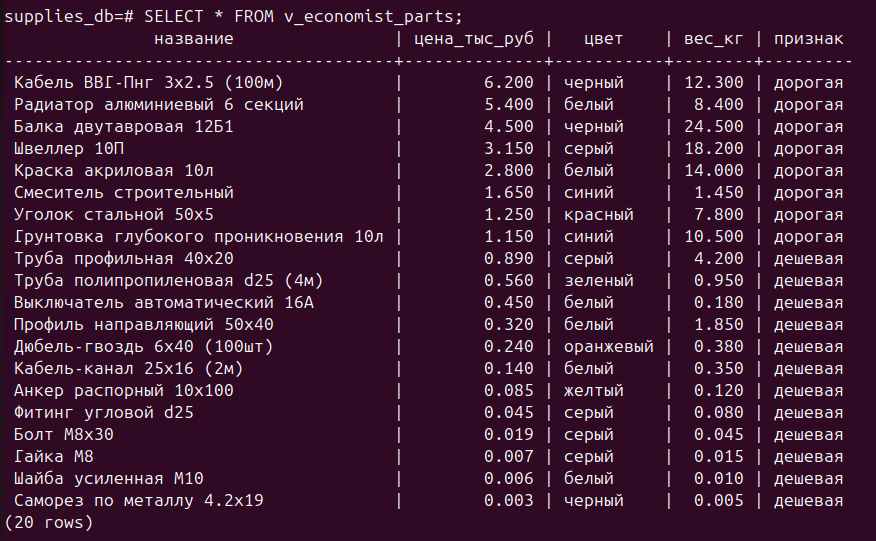 supplies_db=# SELECT * FROM v_economist_parts;
название | цена_тыс_руб | цвет | вес_кг | признак
---------------------------------------+--------------+-----------+--------+---------
Кабель ВВГ-Пнг 3х2.5 (100м) | 6.200 | черный | 12.300 | дорогая
Радиатор алюминиевый 6 секций | 5.400 | белый | 8.400 | дорогая
Балка двутавровая 12Б1 | 4.500 | черный | 24.500 | дорогая
Швеллер 10П | 3.150 | серый | 18.200 | дорогая
Краска акриловая 10л | 2.800 | белый | 14.000 | дорогая
Смеситель строительный | 1.650 | синий | 1.450 | дорогая
Уголок стальной 50х5 | 1.250 | красный | 7.800 | дорогая
Грунтовка глубокого проникновения 10л | 1.150 | синий | 10.500 | дорогая
Труба профильная 40х20 | 0.890 | серый | 4.200 | дешевая
Труба полипропиленовая d25 (4м) | 0.560 | зеленый | 0.950 | дешевая
Выключатель автоматический 16А | 0.450 | белый | 0.180 | дешевая
Профиль направляющий 50х40 | 0.320 | белый | 1.850 | дешевая
Дюбель-гвоздь 6х40 (100шт) | 0.240 | оранжевый | 0.380 | дешевая
Кабель-канал 25х16 (2м) | 0.140 | белый | 0.350 | дешевая
Анкер распорный 10х100 | 0.085 | желтый | 0.120 | дешевая
Фитинг угловой d25 | 0.045 | серый | 0.080 | дешевая
Болт М8х30 | 0.019 | серый | 0.045 | дешевая
Гайка М8 | 0.007 | серый | 0.015 | дешевая
Шайба усиленная М10 | 0.006 | белый | 0.010 | дешевая
Саморез по металлу 4.2х19 | 0.003 | черный | 0.005 | дешевая
(20 rows)